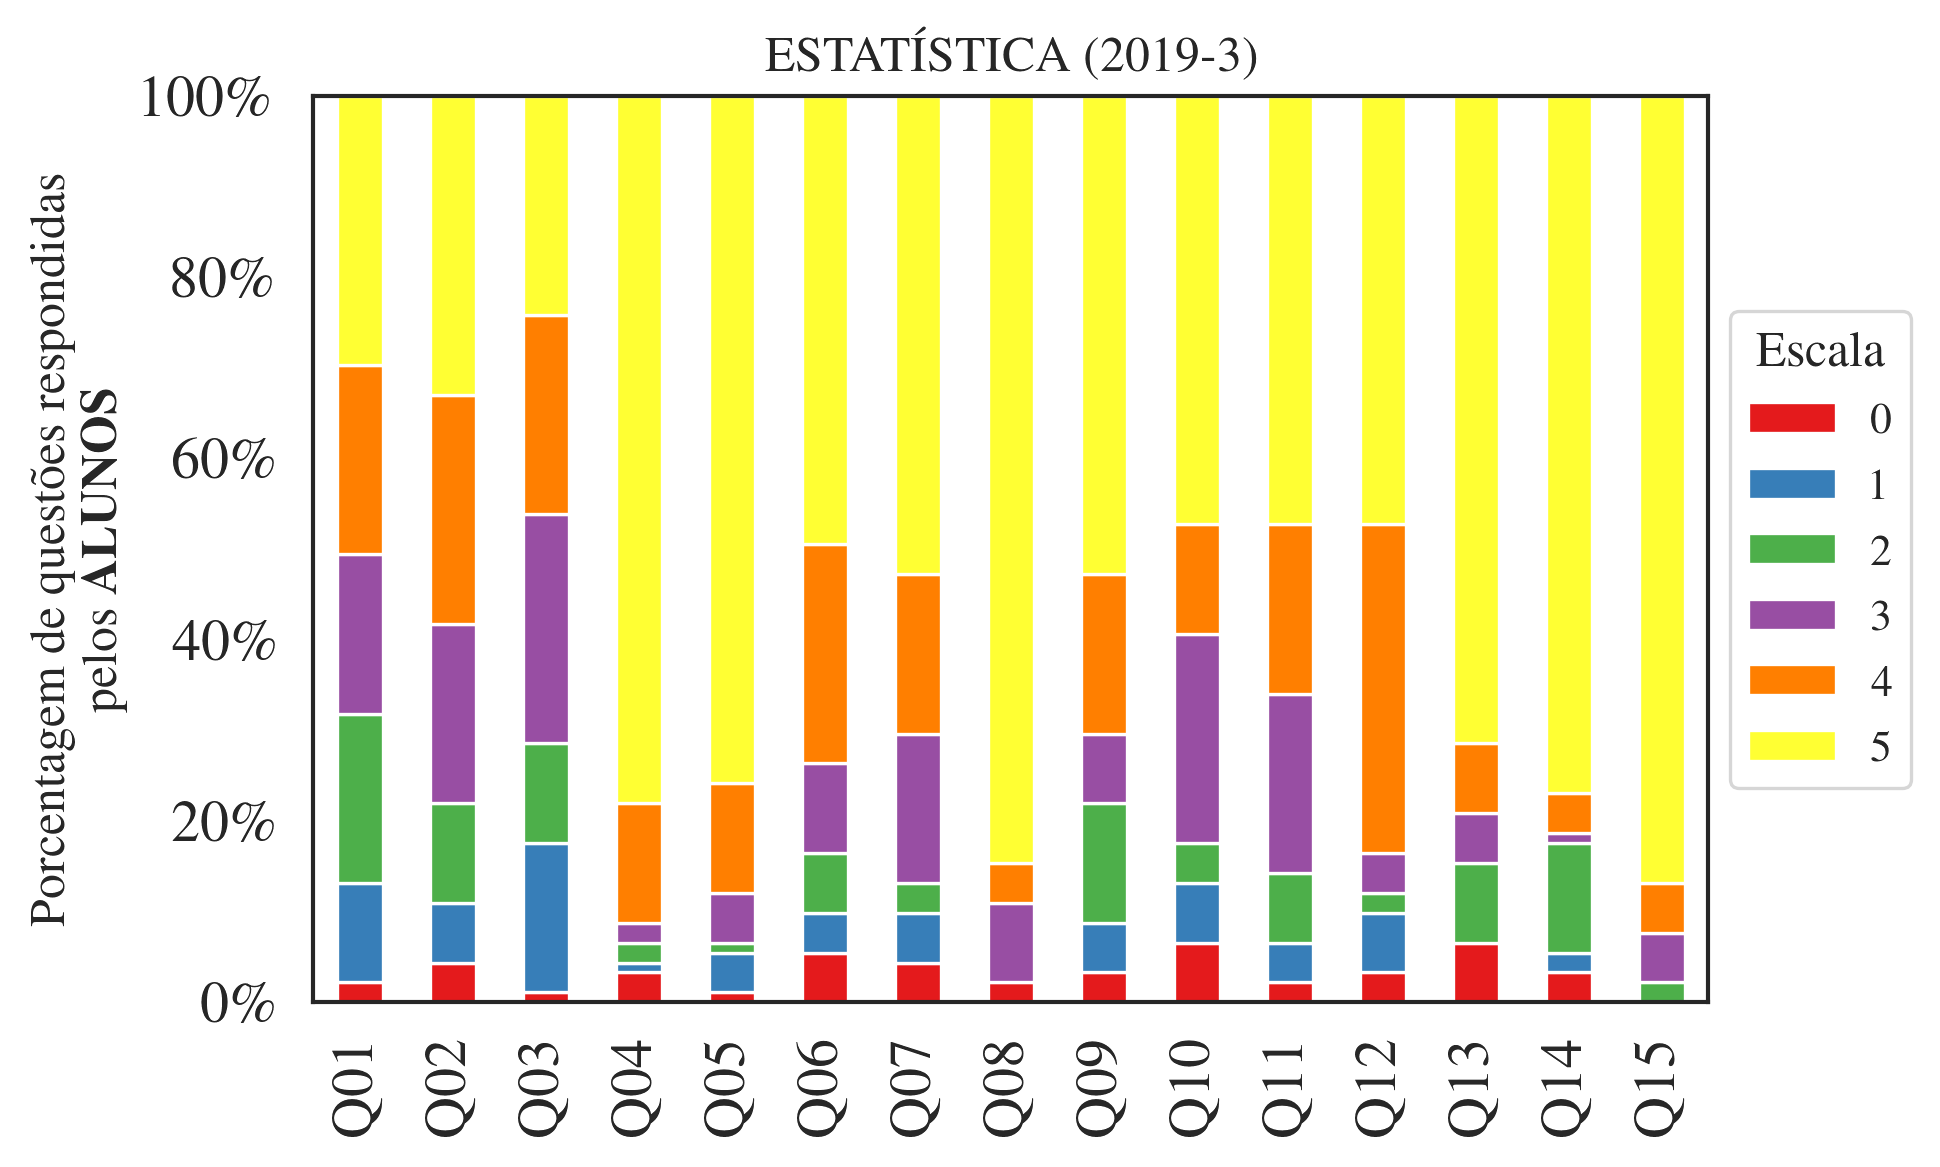 ESTATÍSTICA (2019-3)
Porcentagem de questões respondidas
pelos ALUNOS
100%
80%
60%
40%
20%
0%
Q01
Q02
Q03
Q04
Q05
Q06
Q07
Q08
Q09
Q10
Q11
Q12
Q13
Q14
Q15
Escala
0
1
2
3
4
5